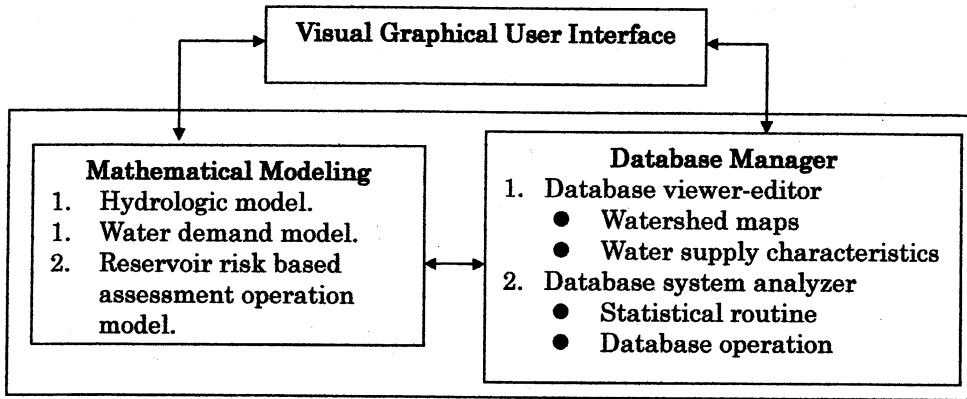 Visual Graphical User Interface
Mathematical Modeling
1. Hydrologic model.
1. Water demand model.
2. Reservoir risk based
assessment operation
model.
Database Manager
1. Database viewer-editor
● Watershed maps
● Water supply characteristics
2. Database system analyzer
● Statistical routine
● Database operation